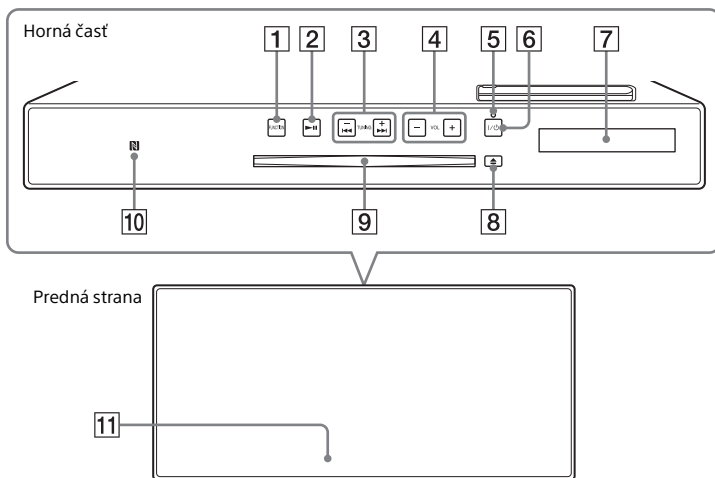 Horná časť
1 2 3 4 5 6 7
FUNCTION TUNING VOL
10 9 8
Predná strana
11